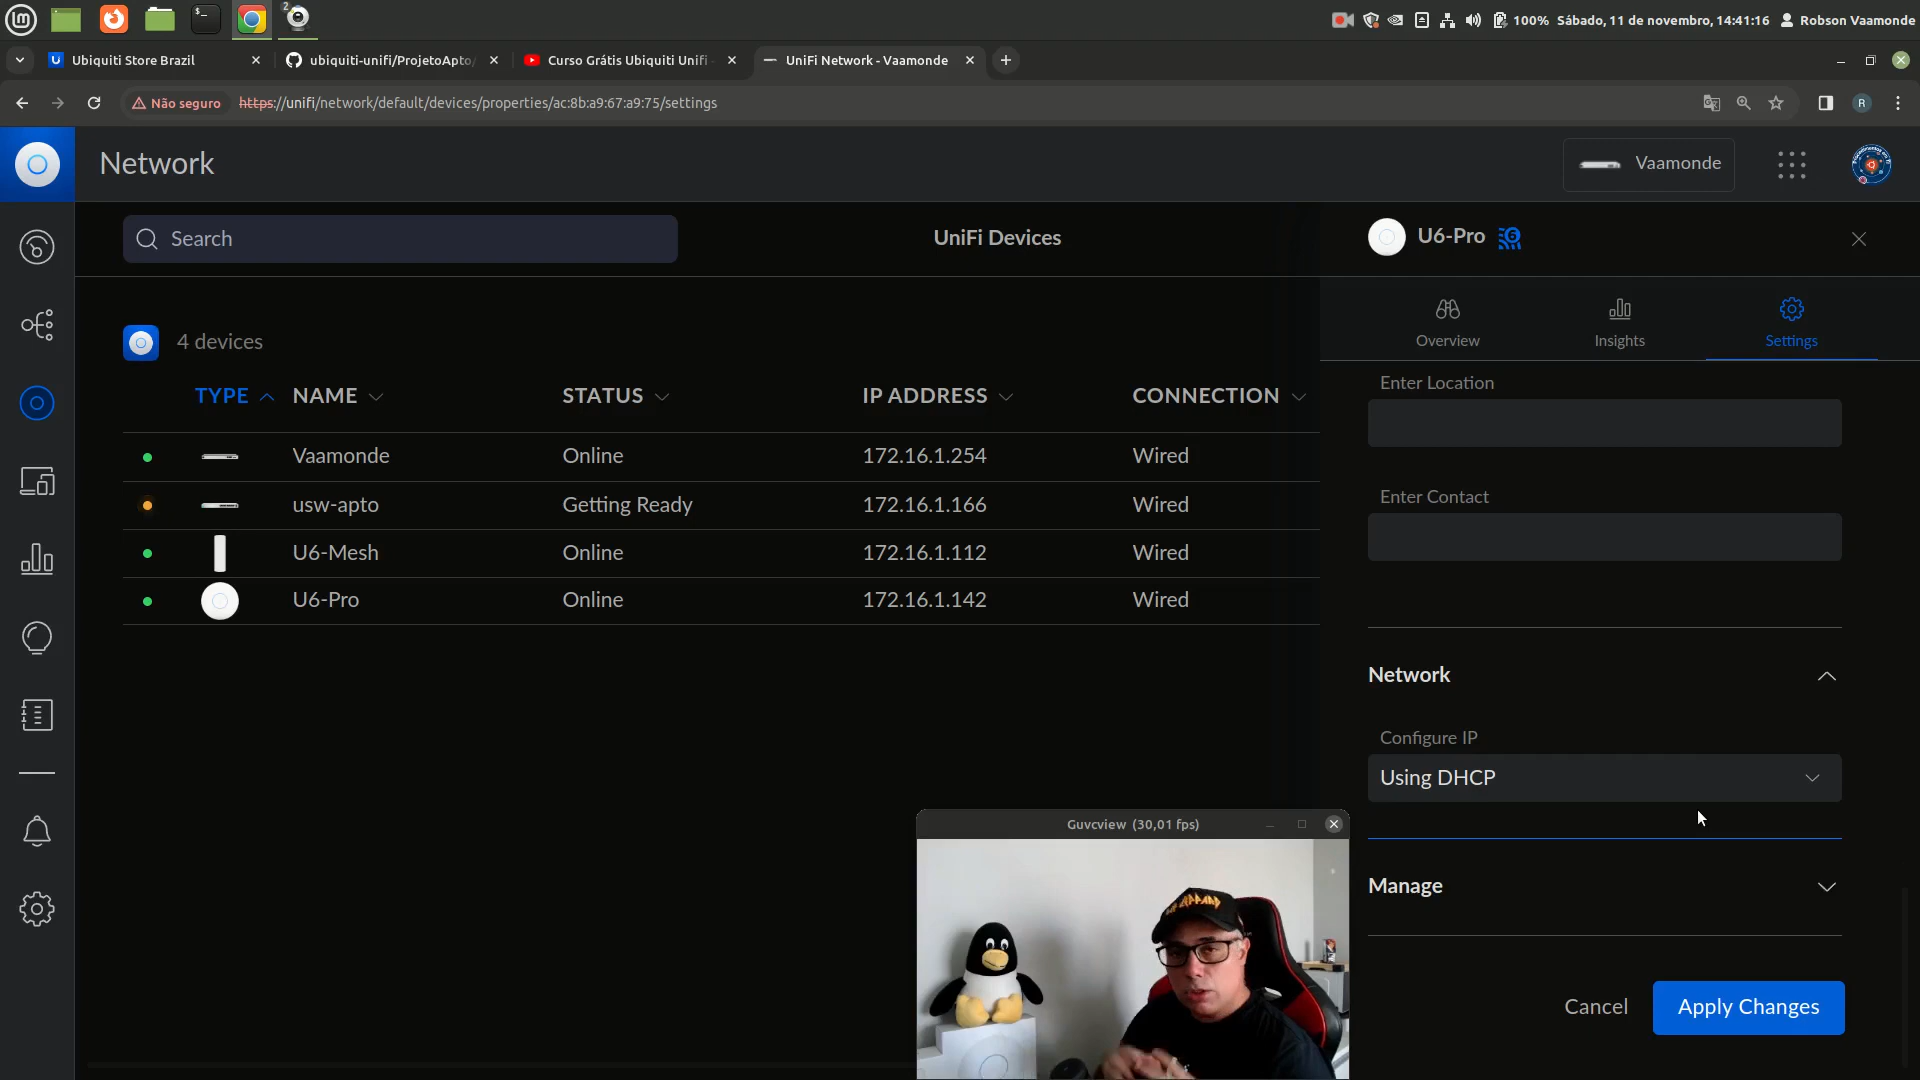 2
$_
100% Sábado, 11 de novembro, 14:41:16 Robson Vaamonde
Ubiquiti Store Brazil
ubiquiti-unifi/ProjetoApto/
Curso Grátis Ubiquiti Unifi -
UniFi Network - Vaamonde
Não seguro https://unifi/network/default/devices/properties/ac:8b:a9:67:a9:75/settings
R
Network
Vaamonde
Search
UniFi Devices
U6-Pro
6
Overview
Insights
Settings
4 devices
TYPE NAME STATUS IP ADDRESS CONNECTION
Vaamonde Online 172.16.1.254 Wired
usw-apto Getting Ready 172.16.1.166 Wired
U6-Mesh Online 172.16.1.112 Wired
U6-Pro Online 172.16.1.142 Wired
Enter Location
Enter Contact
Network
Configure IP
Using DHCP
Manage
Cancel
Apply Changes
Guvcview (30,01 fps)